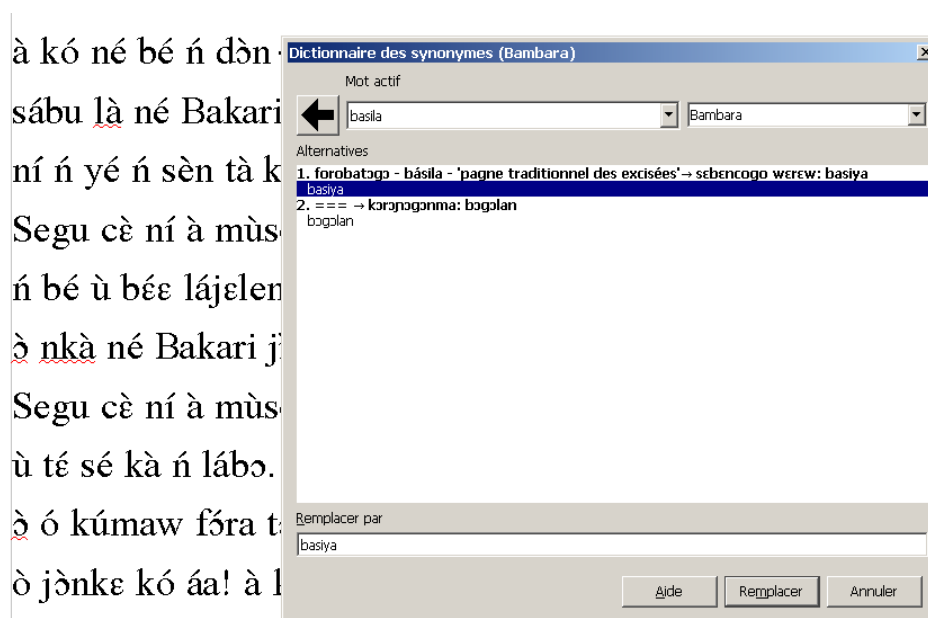 à kó né bé ń dɔ̀n
sábu là né Bakari
ní ń yé ń sèn tà k
Segu cɛ̀ ní à mùs
ń bé ù bɛ́ɛ lájɛlen
ɔ̀ nkà né Bakari j
Segu cɛ̀ ní à mùs
ù tɛ́ sé kà ń lábɔ.
ɔ̀ ó kúmaw fɔ́ra t
ò jɔ̀nkɛ kó áa! à
Dictionnaire des synonymes (Bambara)
Mot actif
basila
Bambara
Alternatives
1. forobatɔgɔ - básila - 'pagne traditionnel des excisées'→ sɛbɛncogo wɛrɛw: basiya
basiya
2. === → kɔrɔɲɔgɔnma: bɔgɔlan
bɔgɔlan
Remplacer par
basiya
Aide
Remplacer
Annuler